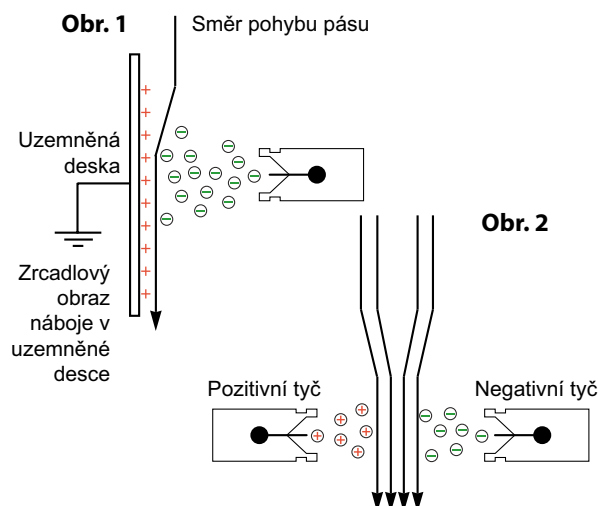 Obr. 1
Směr pohybu pásu
Uzemněná
deska
Zrcadlový
obraz
náboje v
uzemněné
desce
Obr. 2
Pozitivní tyč
Negativní tyč